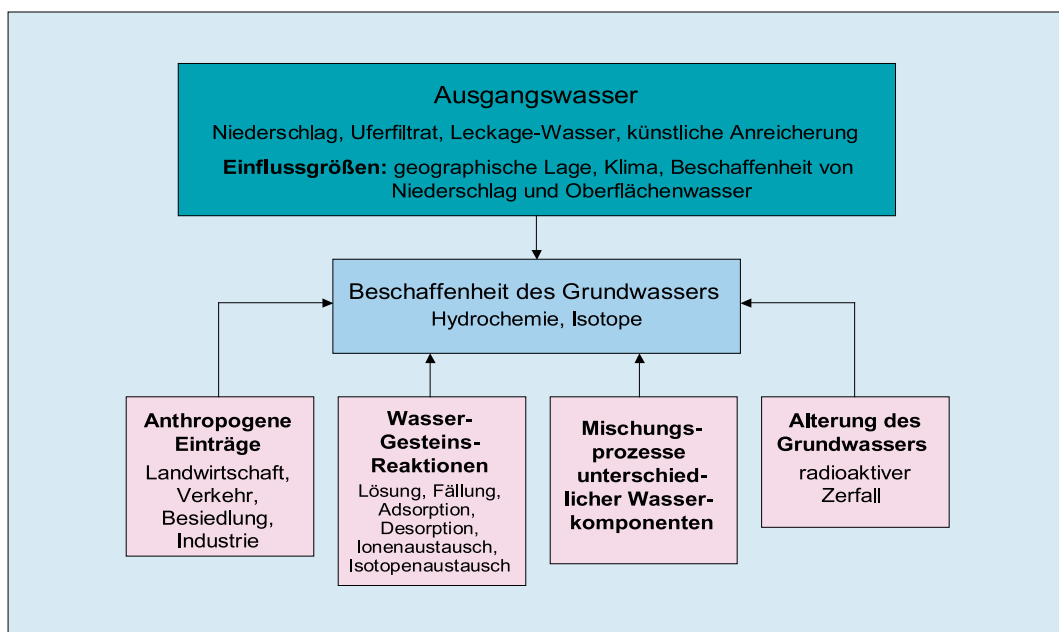 Ausgangswasser
Niederschlag, Uferfiltrat, Leckage-Wasser, künstliche Anreicherung
Einflussgrößen: geographische Lage, Klima, Beschaffenheit von
Niederschlag und Oberflächenwasser
Beschaffenheit des Grundwassers
Hydrochemie, Isotope
Anthropogene
Einträge
Landwirtschaft,
Verkehr,
Besiedlung,
Industrie
Wasser-
Gesteins-
Reaktionen
Lösung, Fällung,
Adsorption,
Desorption,
Ionenaustausch,
Isotopenaustausch
Mischungs-
prozesse
unterschied-
licher Wasser-
komponenten
Alterung des
Grundwassers
radioaktiver
Zerfall